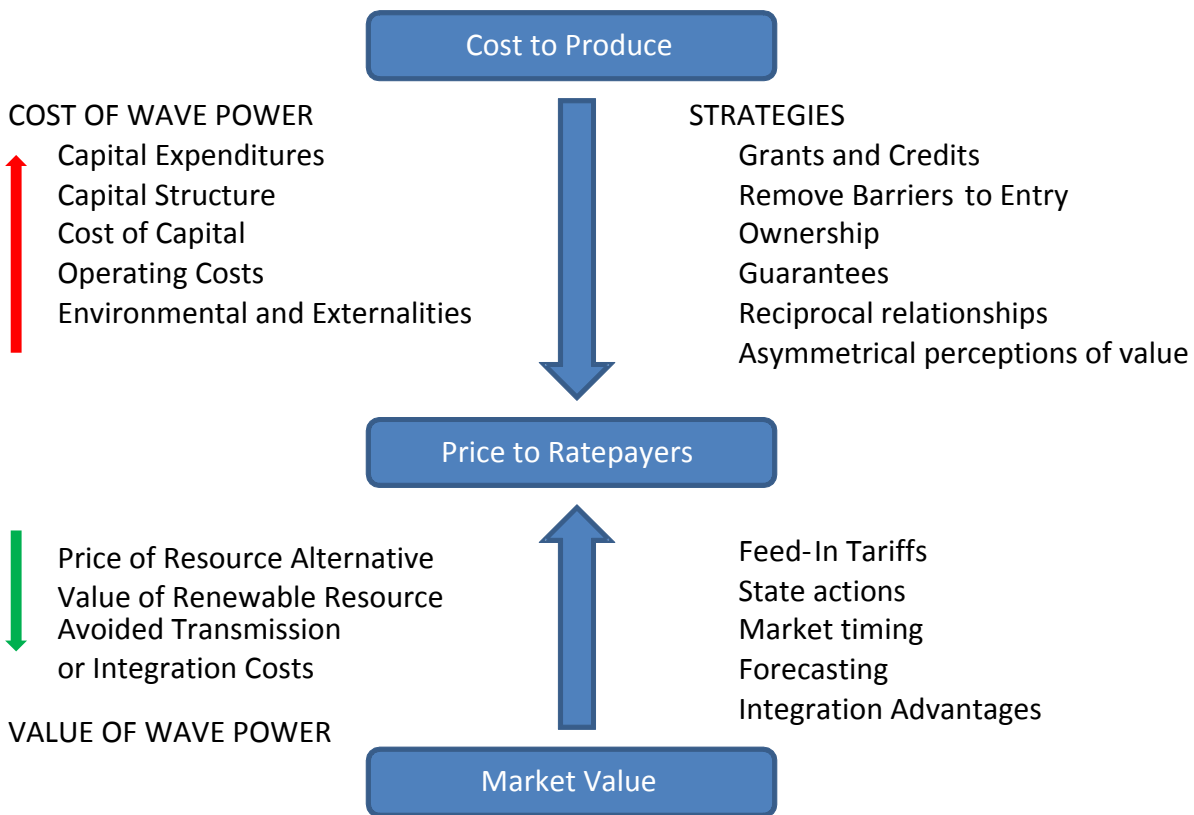 Cost to Produce
COST OF WAVE POWER
Capital Expenditures
Capital Structure
Cost of Capital
Operating Costs
Environmental and Externalities
STRATEGIES
Grants and Credits
Remove Barriers to Entry
Ownership
Guarantees
Reciprocal relationships
Asymmetrical perceptions of value
Price to Ratepayers
Price of Resource Alternative
Value of Renewable Resource
Avoided Transmission
or Integration Costs
VALUE OF WAVE POWER
Feed-In Tariffs
State actions
Market timing
Forecasting
Integration Advantages
Market Value